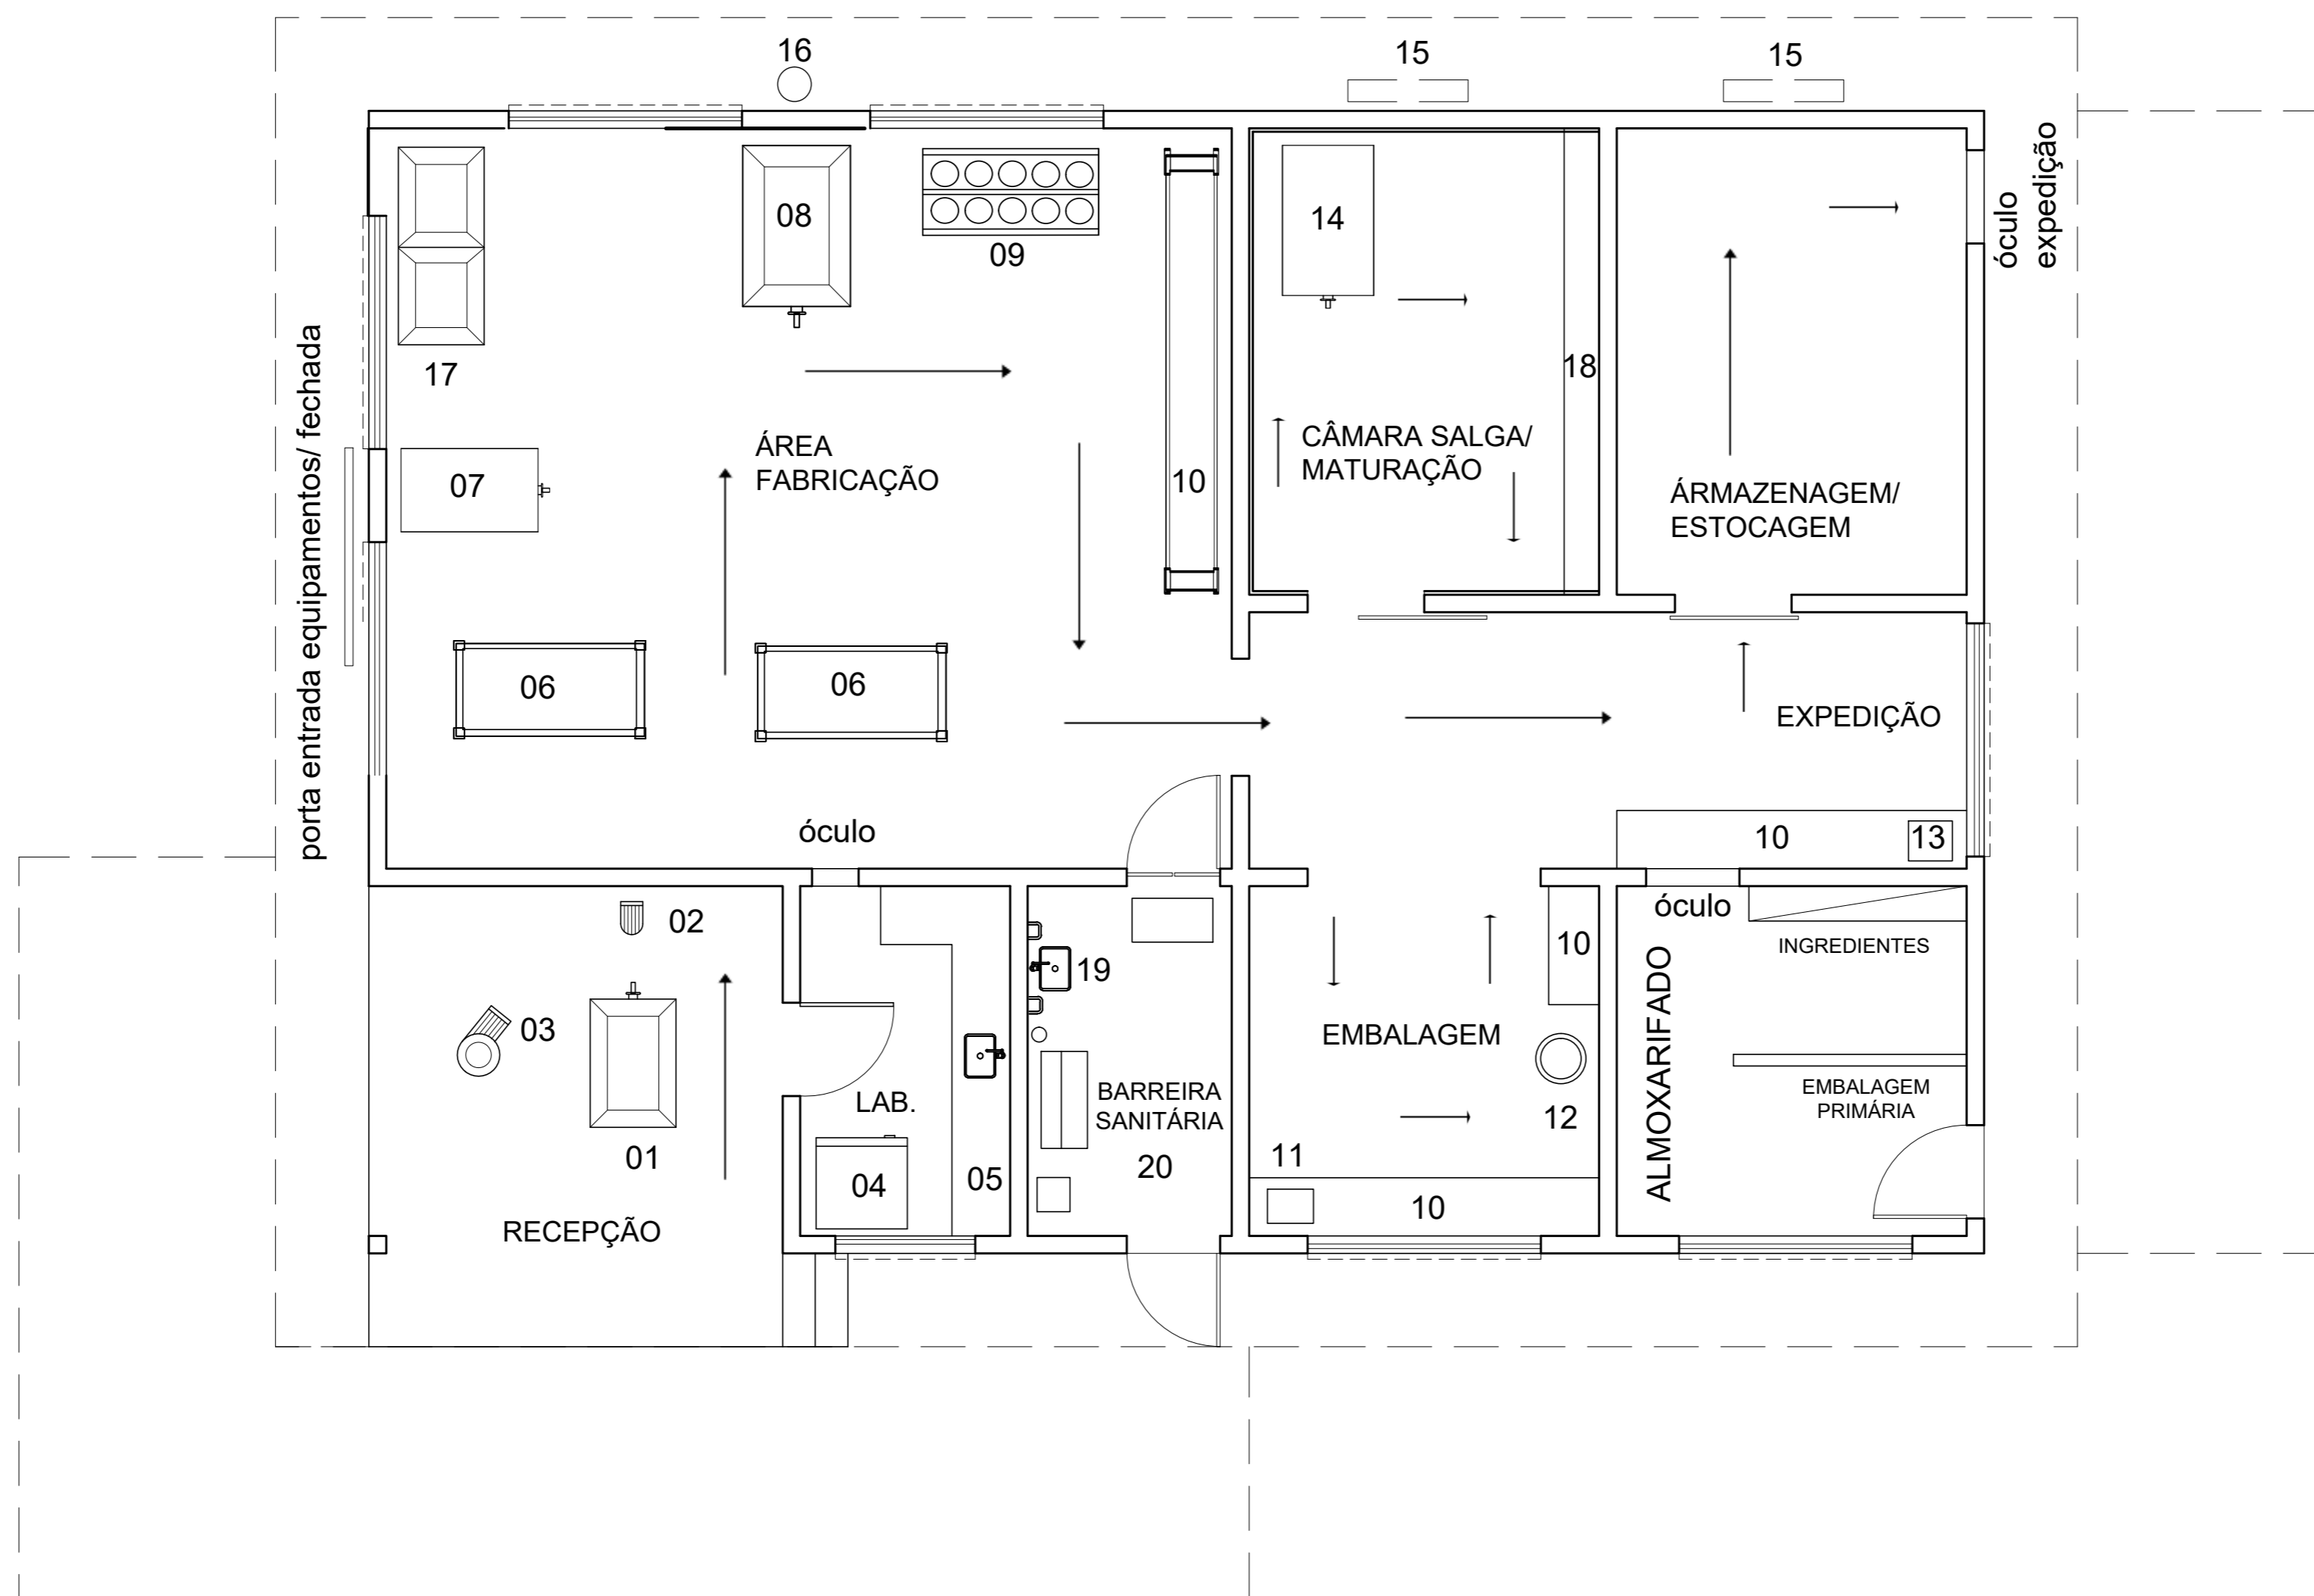 16
15
15
08
09
14
óculo
expedição
17
18
porta entrada equipamentos/ fechada
ÁREA
FABRICAÇÃO
CÂMARA SALGA/
MATURAÇÃO
07
10
ÁRMAZENAGEM/
ESTOCAGEM
06
06
EXPEDIÇÃO
óculo
10
13
02
óculo
10
INGREDIENTES
19
03
EMBALAGEM
ALMOXARIFADO
LAB.
BARREIRA
SANITÁRIA
EMBALAGEM
PRIMÁRIA
12
01
11
20
04
05
10
RECEPÇÃO